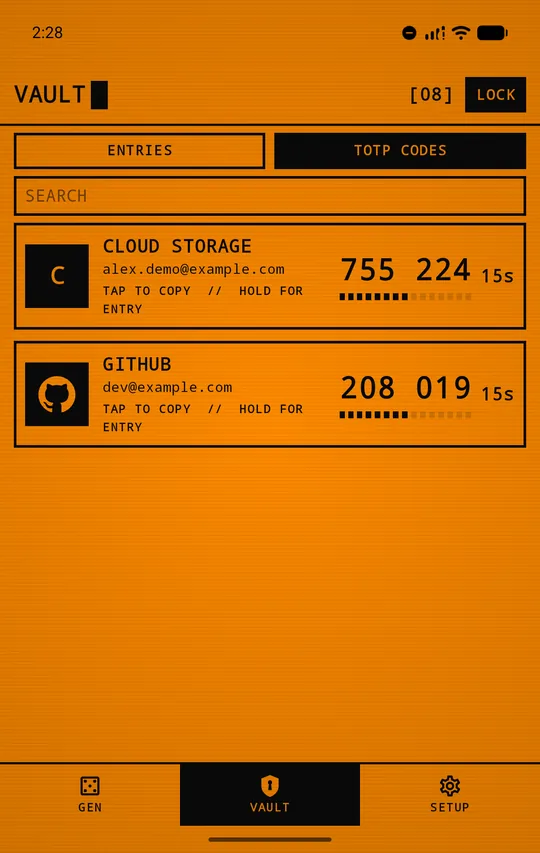 2:28
VAULT
[08]
LOCK
ENTRIES
TOTP CODES
SEARCH
C
CLOUD STORAGE
alex.demo@example.com
TAP TO COPY // HOLD FOR
ENTRY
755 224 15s
GITHUB
dev@example.com
TAP TO COPY // HOLD FOR
ENTRY
208 019 15s
GEN
VAULT
SETUP